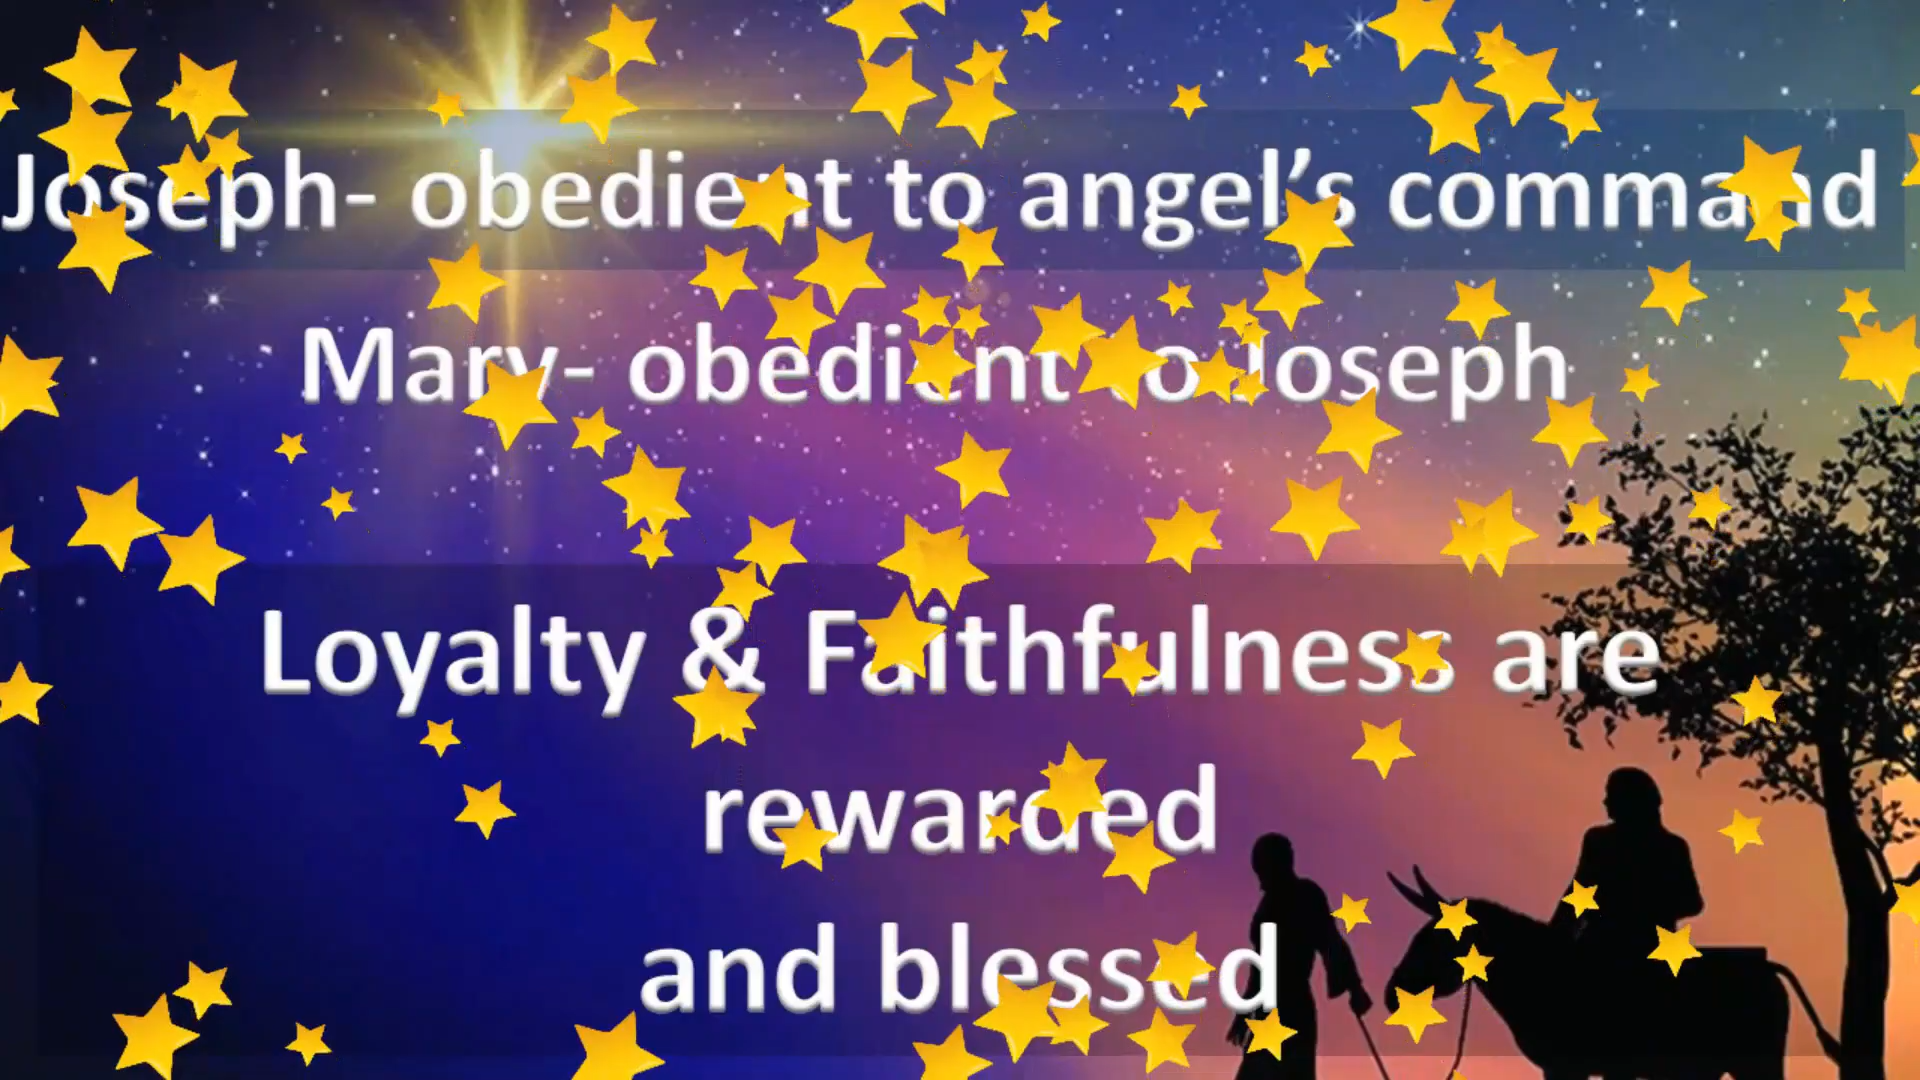 Joseph- obedient to angel’s command
Mary- obedient to Joseph
Loyalty & Faithfulness are
rewarded
and blessed